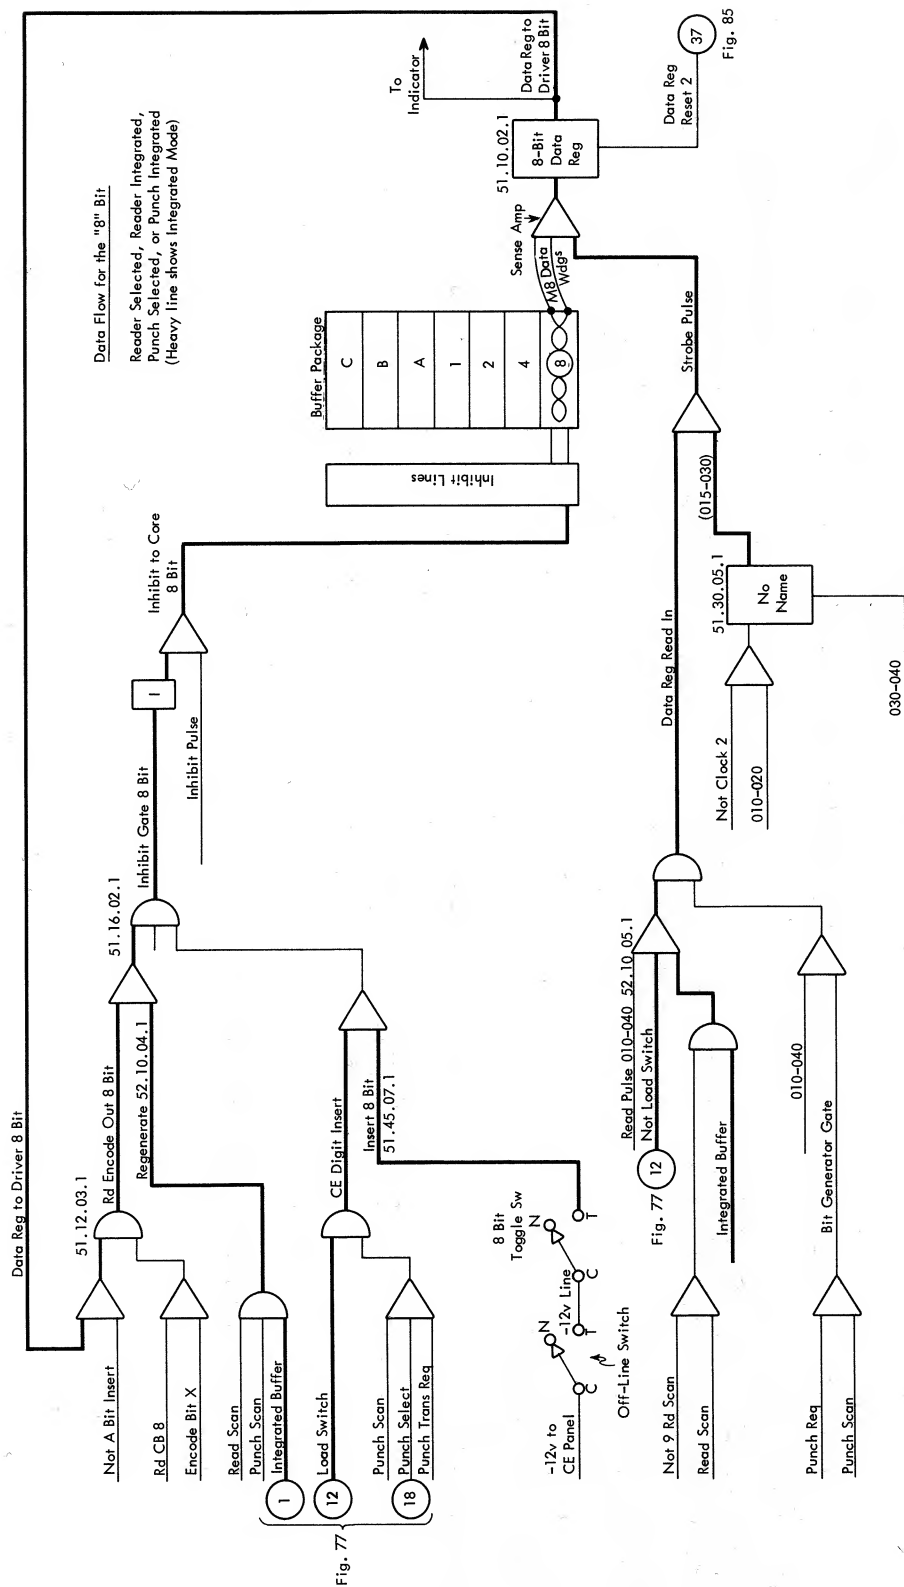 Data Flow for the "8" Bit
Reader Selected, Reader Integrated,
Punch Selected, or Punch Integrated
(Heavy line shows Integrated Mode)
Data Reg to Driver 8 Bit
51.12.03.1
Not A Bit Insert
Rd CB 8
Encode Bit X
Rd Encode Out 8 Bit
Regenerate 52.10.04.1
Read Scan
Punch Scan
Integrated Buffer
1
Load Switch
12
Punch Scan
Punch Select
Punch Trans Req
18
Fig. 77
CE Digit Insert
Insert 8 Bit
51.45.07.1
51.16.02.1
Inhibit Gate 8 Bit
I
Inhibit Pulse
Inhibit to Core
8 Bit
Inhibit Lines
Buffer Package
C
B
A
1
2
4
8
M8 Data
Wdgs
Sense Amp
51.10.02.1
8-Bit
Data
Reg
To
Indicator
Data Reg to
Driver 8 Bit
Data Reg
Reset 2
37
Fig. 85
-12v to
CE Panel
C
N
T
Off-Line Switch
-12v Line
C
N
T
8 Bit
Toggle Sw
Not 9 Rd Scan
Read Scan
Integrated Buffer
Fig. 77
12
Read Pulse 010-040 52.10.05.1
Not Load Switch
Punch Req
Punch Scan
Bit Generator Gate
010-040
Data Reg Read In
Not Clock 2
010-020
51.30.05.1
No
Name
030-040
(015-030)
Strobe Pulse